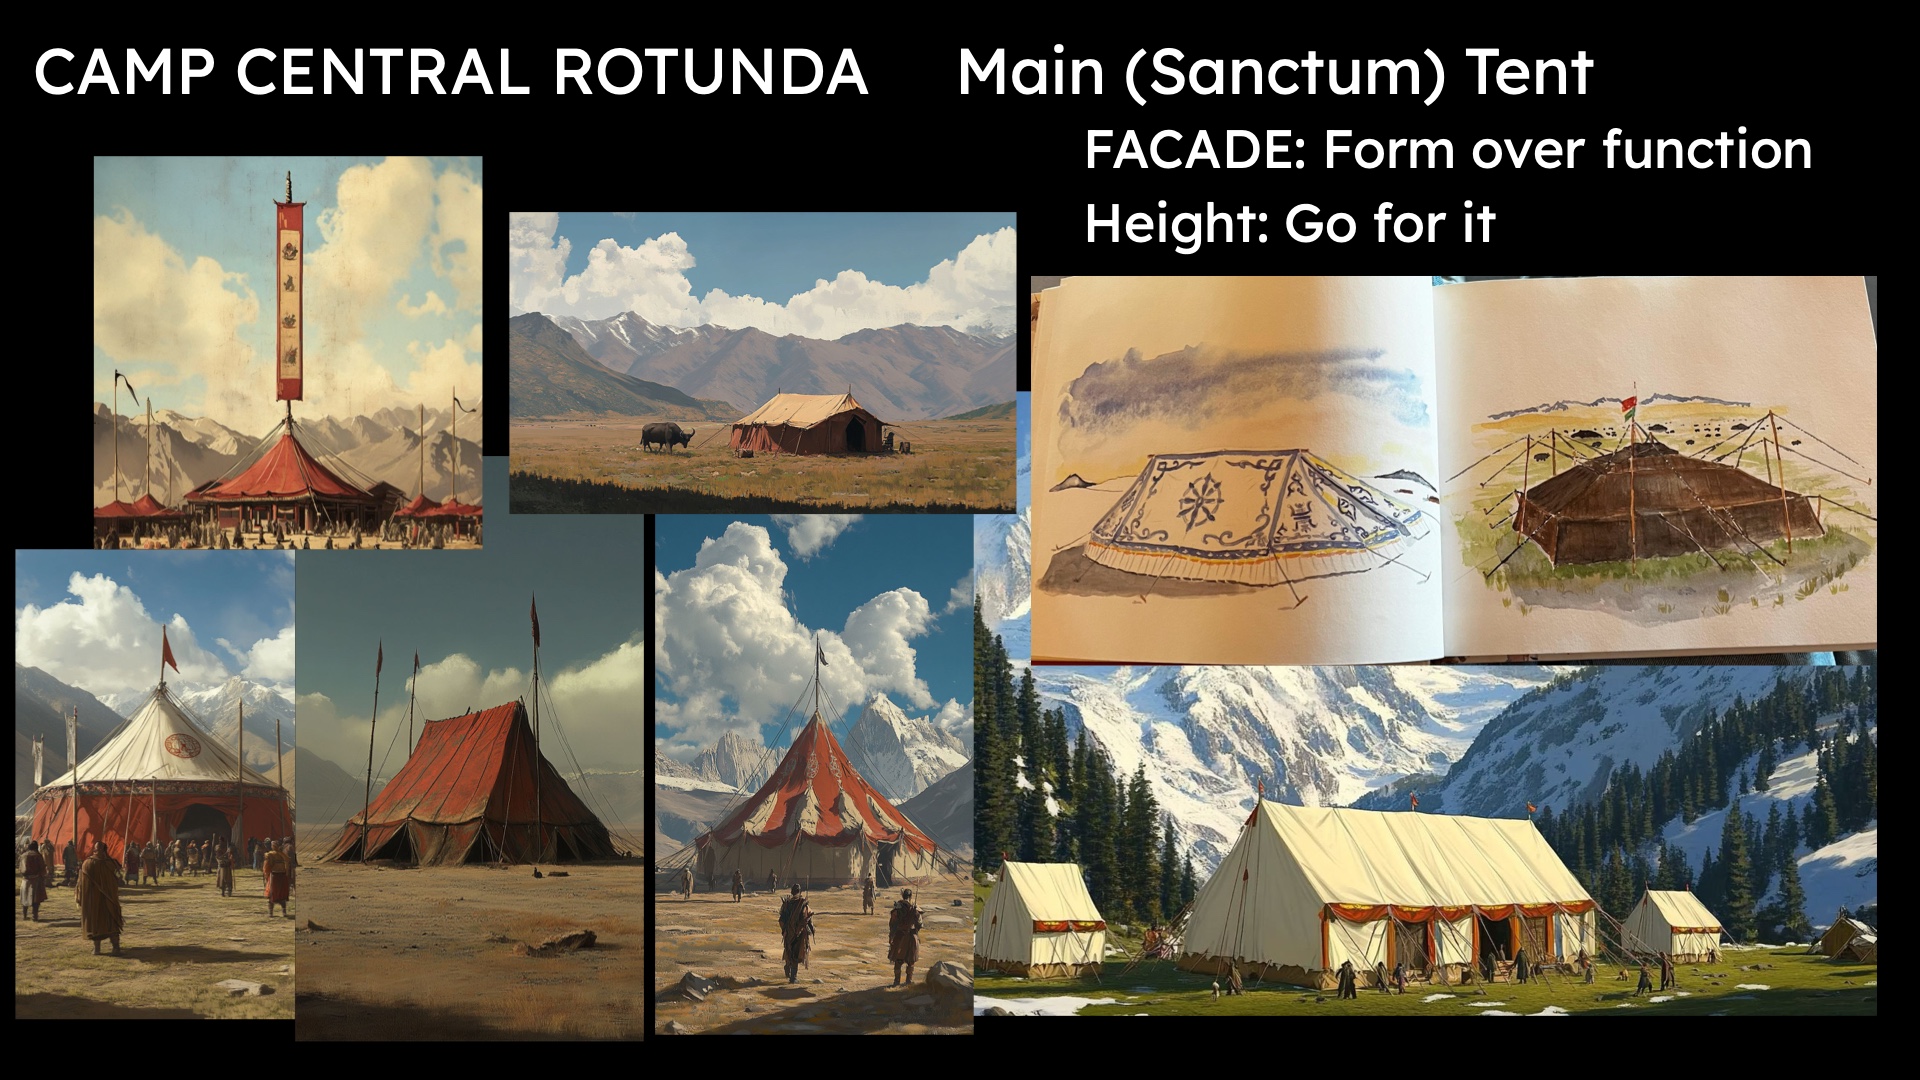 CAMP CENTRAL ROTUNDA
Main (Sanctum) Tent
FACADE: Form over function
Height: Go for it